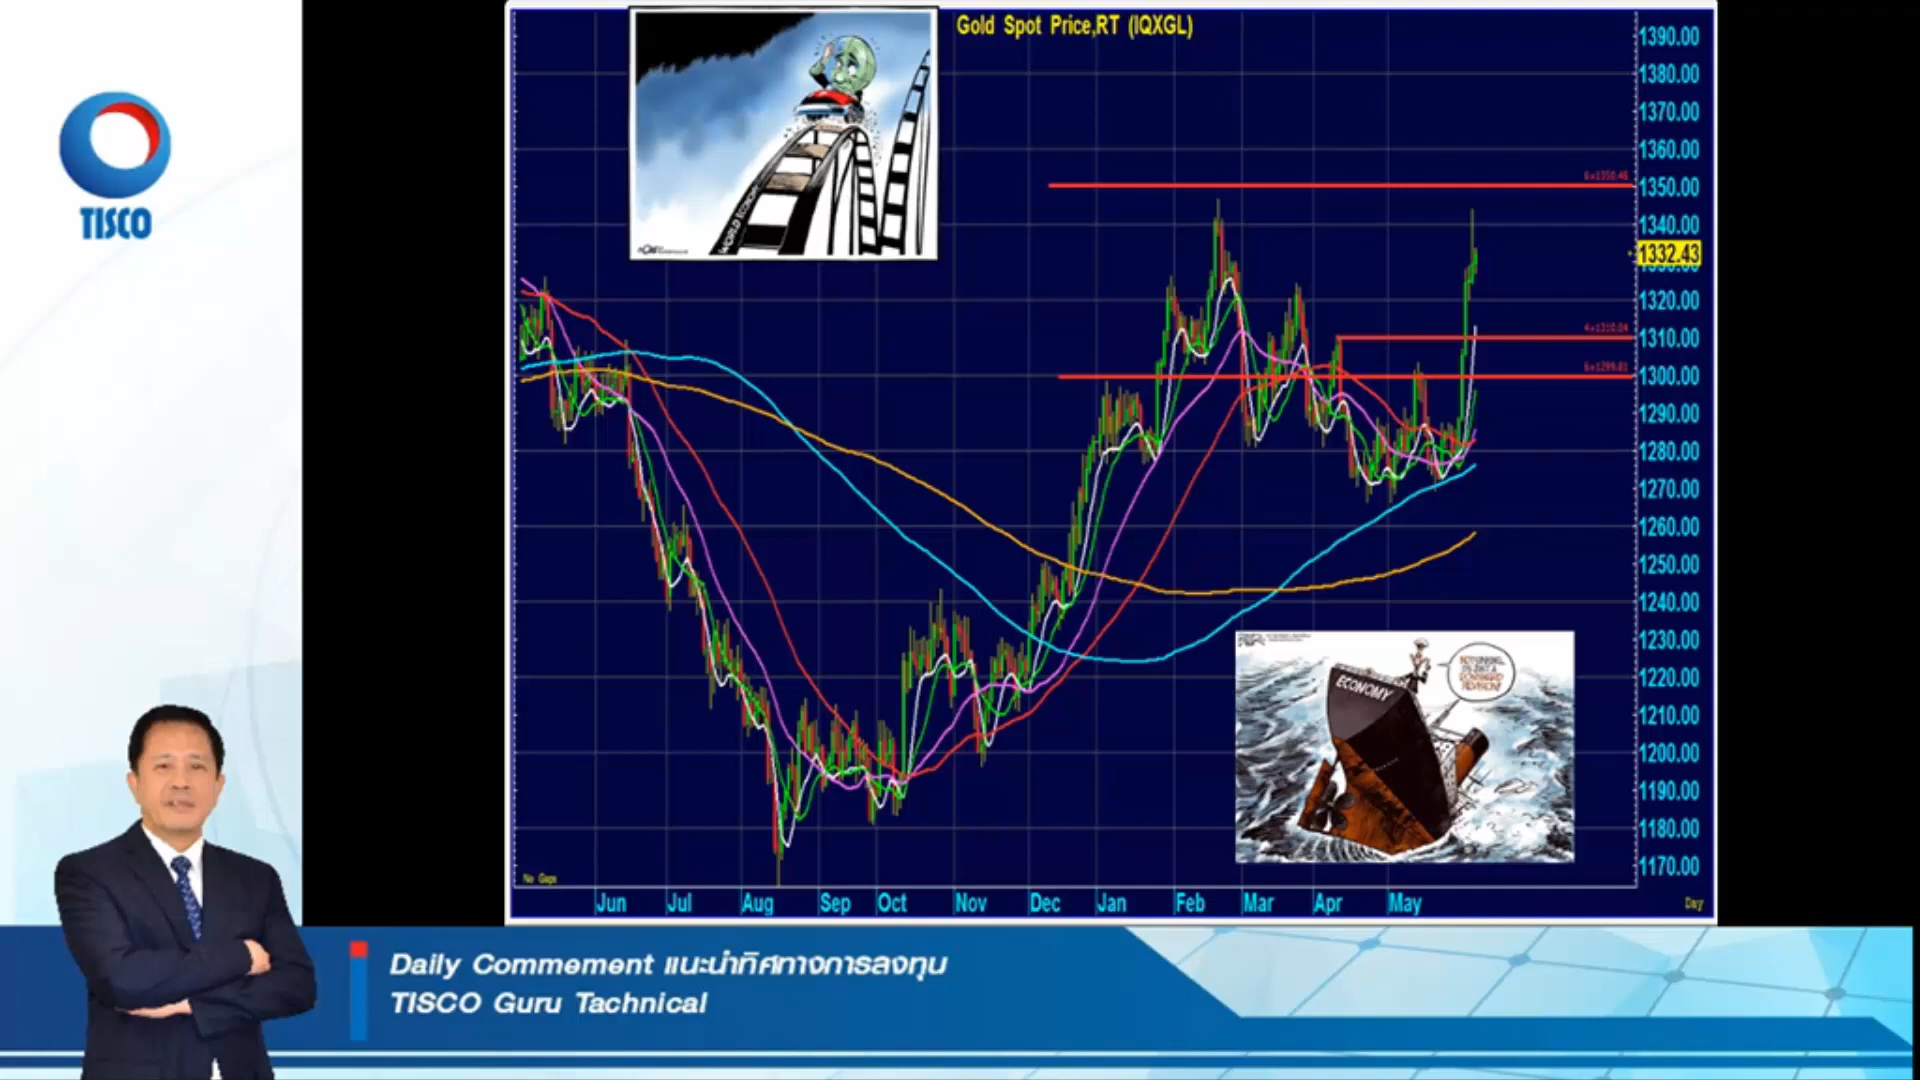 TISCO
Gold Spot Price,RT (IQXGL)
WORLD ECONOMY
ECONOMY
1390.00
1380.00
1370.00
1360.00
1350.00
1340.00
1332.43
1320.00
1310.00
1300.00
1290.00
1280.00
1270.00
1260.00
1250.00
1240.00
1230.00
1220.00
1210.00
1200.00
1190.00
1180.00
1170.00
No Gaps
Jun Jul Aug Sep Oct Nov Dec Jan Feb Mar Apr May
Day
Daily Commement แนะนำทิศทางการลงทุน
TISCO Guru Tachnical